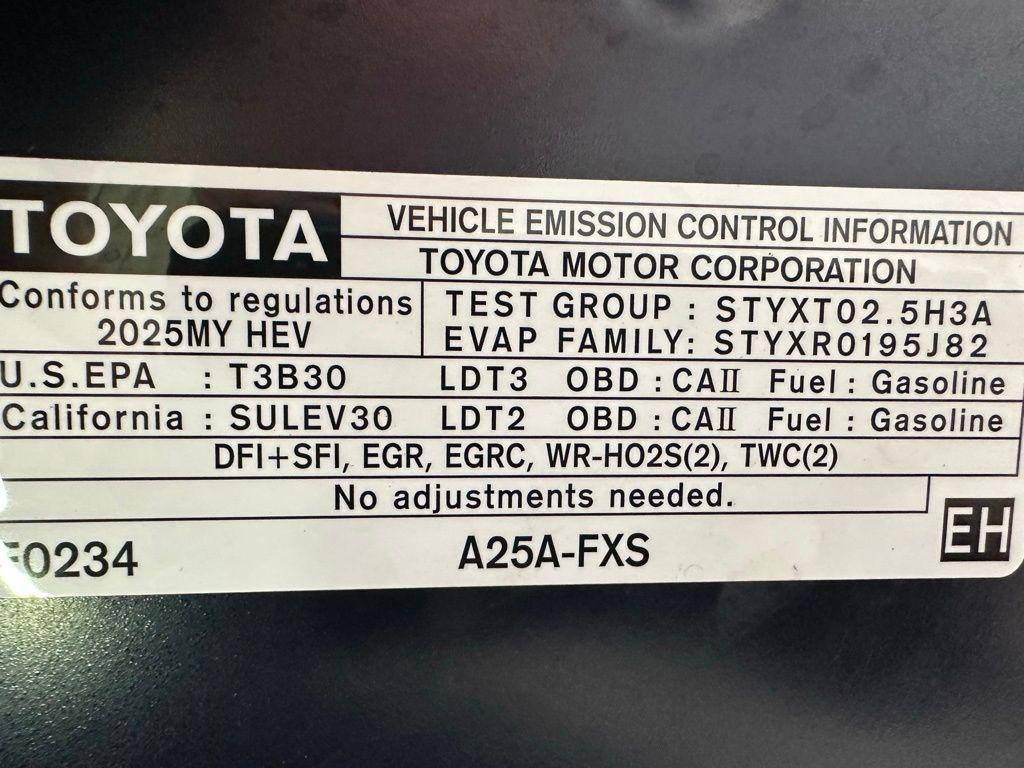 TOYOTA
VEHICLE EMISSION CONTROL INFORMATION
TOYOTA MOTOR CORPORATION
Conforms to regulations
2025MY HEV
TEST GROUP : STYXT02.5H3A
EVAP FAMILY: STYXR0195J82
U.S.EPA : T3B30 LDT3 OBD : CAII Fuel : Gasoline
California : SULEV30 LDT2 OBD : CAII Fuel : Gasoline
DFI+SFI, EGR, EGRC, WR-HO2S(2), TWC(2)
No adjustments needed.
EH
F0234 A25A-FXS